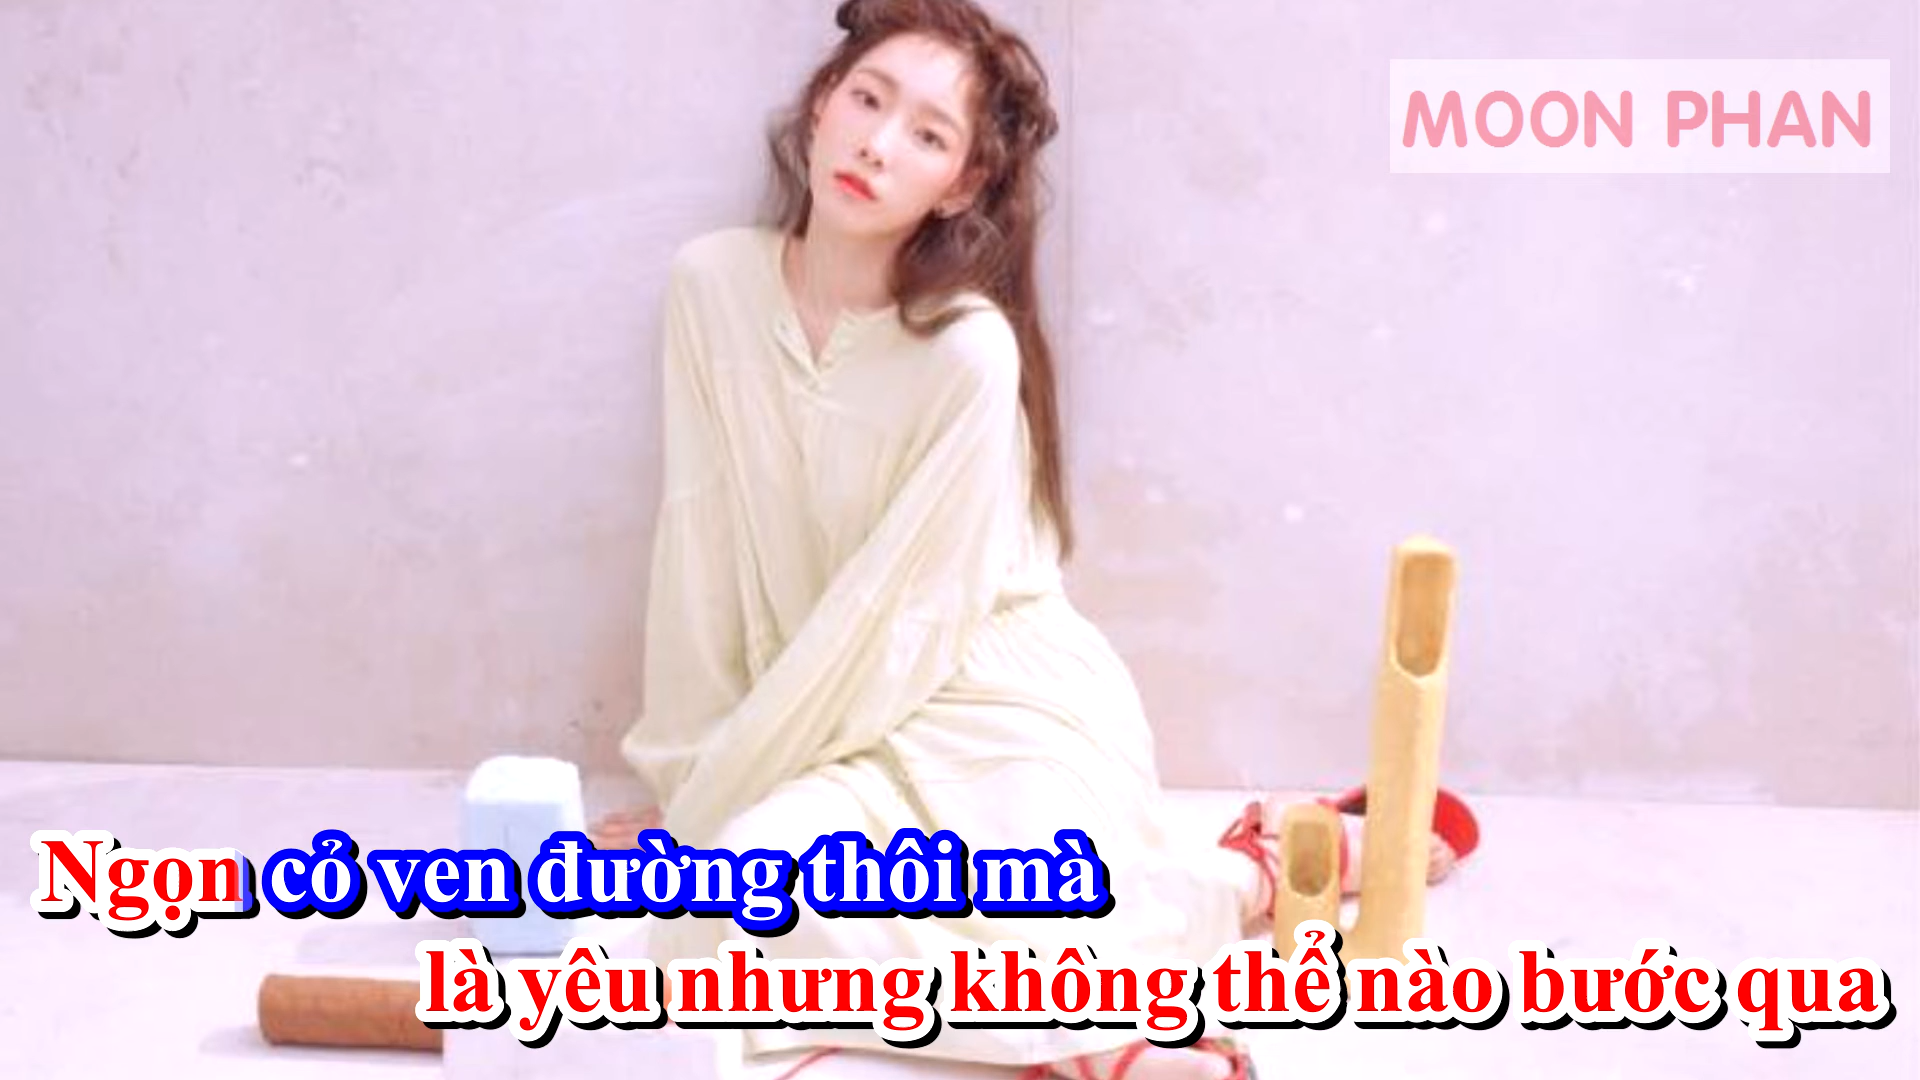 MOON PHAN
Ngọn cỏ ven đường thôi mà
là yêu nhưng không thể nào bước qua